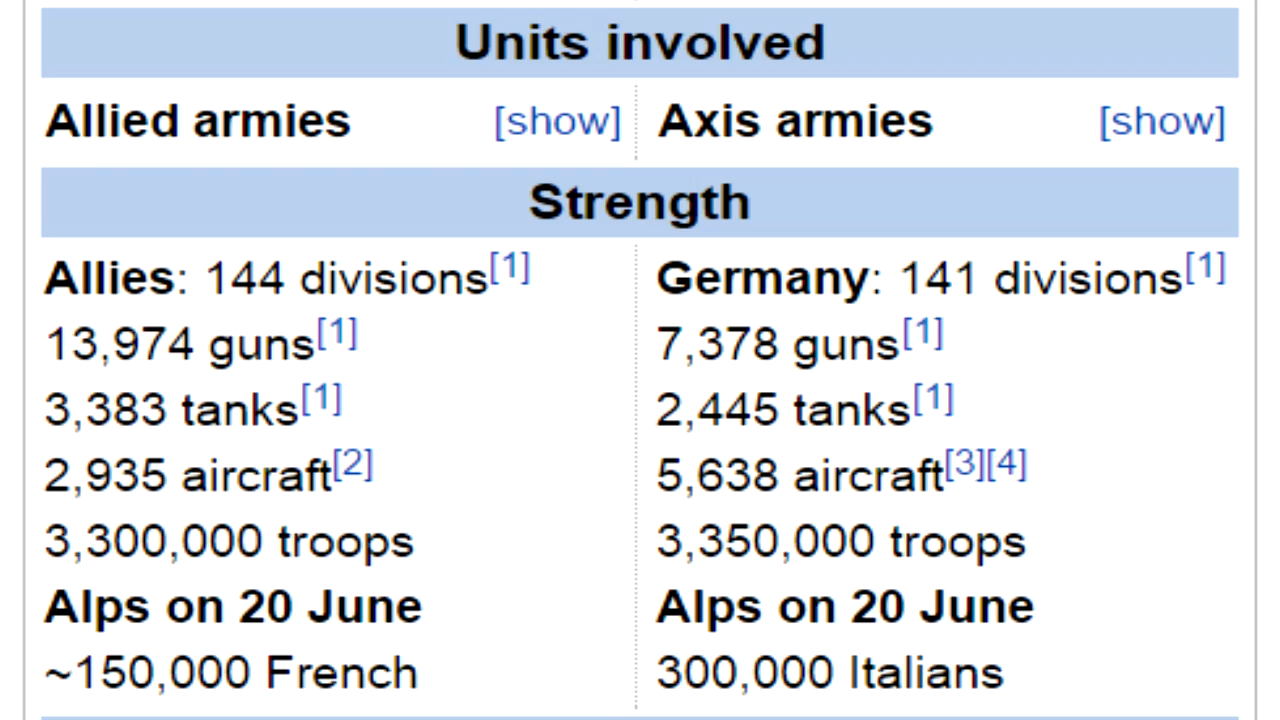 Units involved
Allied armies [show] Axis armies [show]
Strength
Allies: 144 divisions[1]
13,974 guns[1]
3,383 tanks[1]
2,935 aircraft[2]
3,300,000 troops
Alps on 20 June
~150,000 French
Germany: 141 divisions[1]
7,378 guns[1]
2,445 tanks[1]
5,638 aircraft[3][4]
3,350,000 troops
Alps on 20 June
300,000 Italians